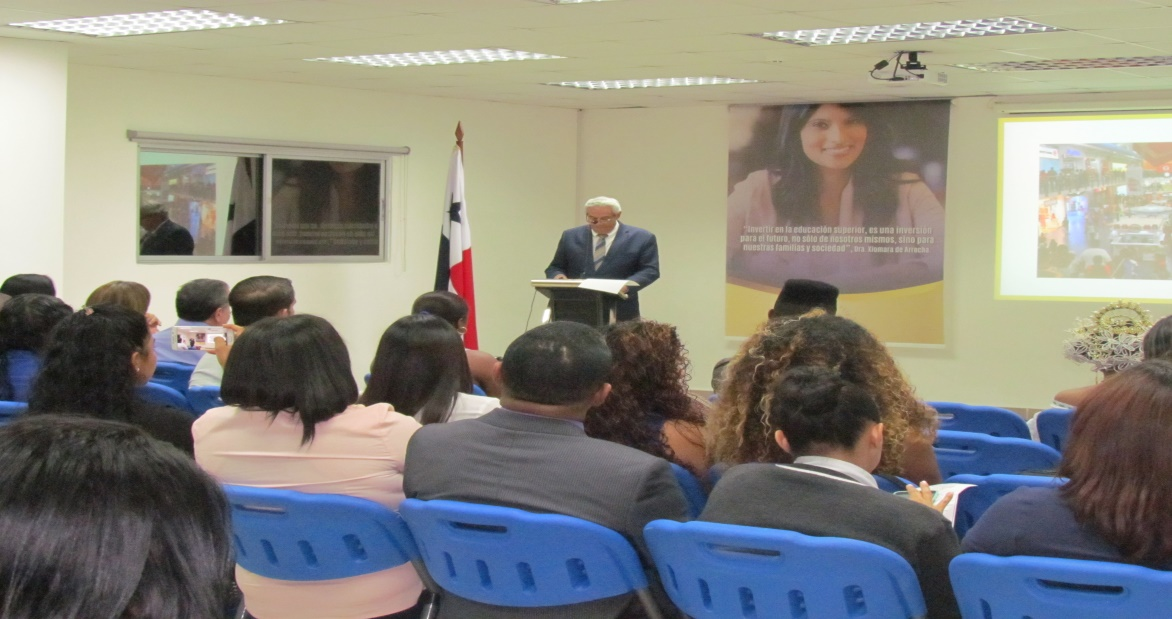 "Invertir en la educación superior, es una inversión
para el futuro, no sólo de nosotros mismos, sino para
nuestras familias y sociedad", Dra. Xiomara de Arrocha